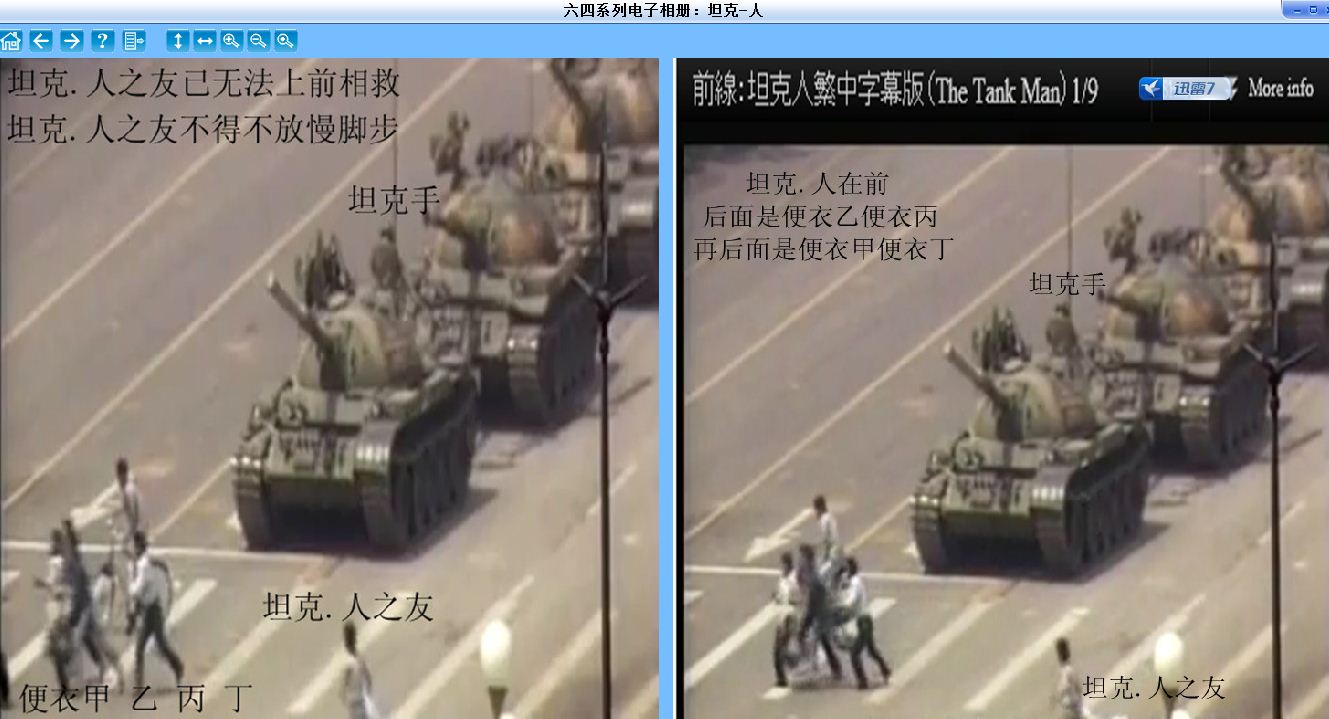 六四系列电子相册：坦克-人
坦克.人之友已无法上前相救
坦克.人之友不得不放慢脚步
坦克手
坦克.人之友
便衣甲 乙 丙 丁
前線:坦克人繁中字幕版(The Tank Man) 1/9
迅雷7
More info
坦克.人在前
后面是便衣乙便衣丙
再后面是便衣甲便衣丁
坦克手
坦克.人之友